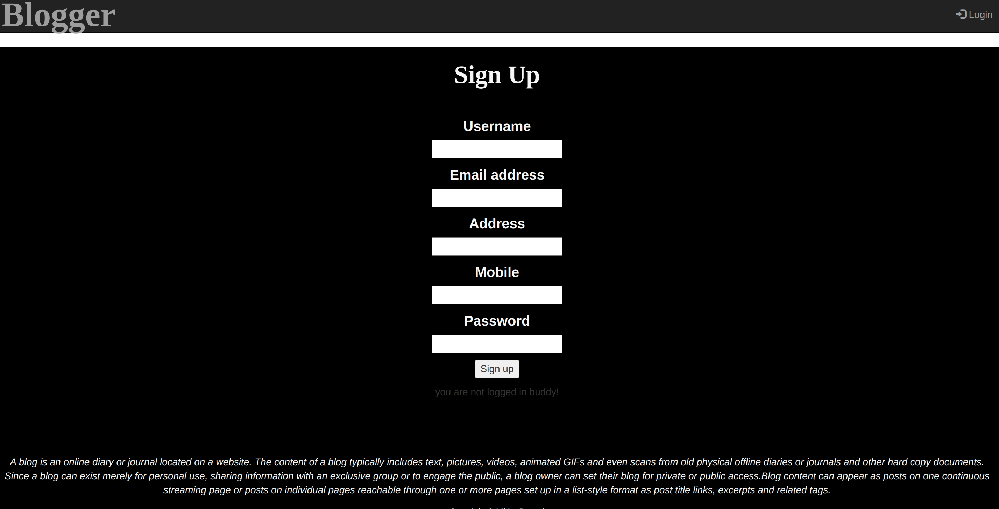 Blogger
Login
Sign Up
Username
Email address
Address
Mobile
Password
Sign up
you are not logged in buddy!
A blog is an online diary or journal located on a website. The content of a blog typically includes text, pictures, videos, animated GIFs and even scans from old physical offline diaries or journals and other hard copy documents.
Since a blog can exist merely for personal use, sharing information with an exclusive group or to engage the public, a blog owner can set their blog for private or public access.Blog content can appear as posts on one continuous
streaming page or posts on individual pages reachable through one or more pages set up in a list-style format as post title links, excerpts and related tags.